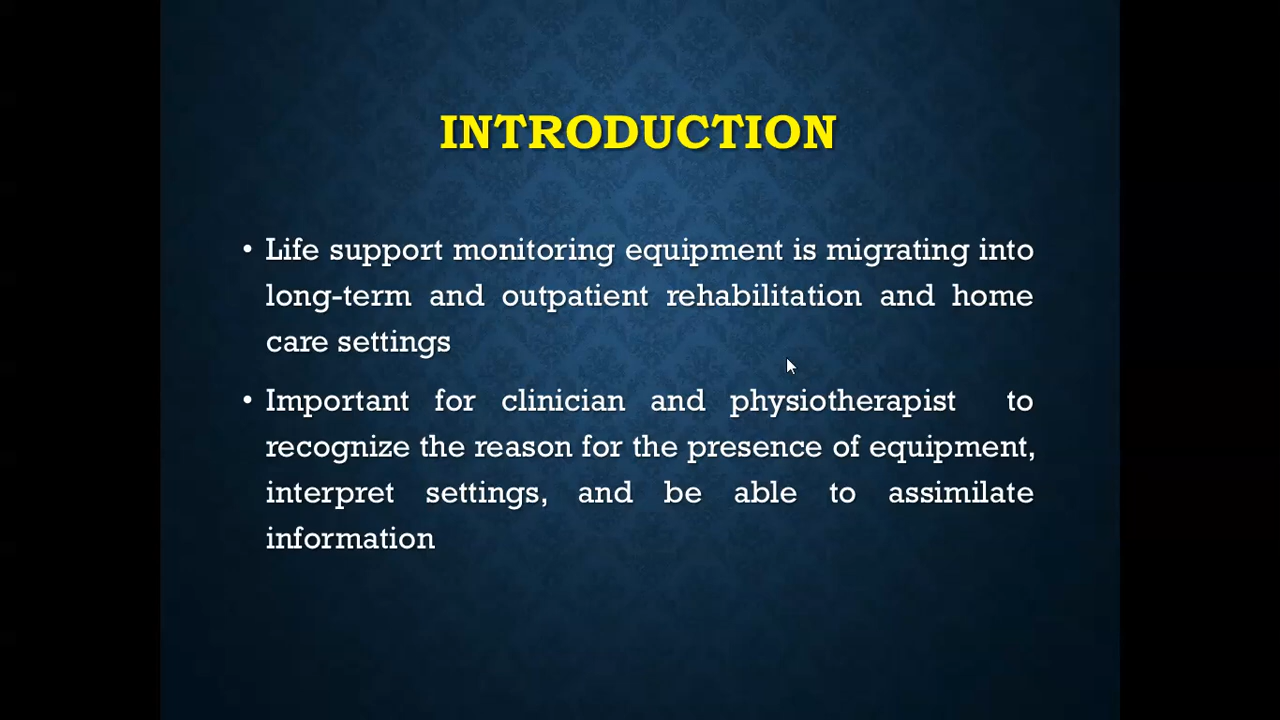 INTRODUCTION
• Life support monitoring equipment is migrating into
long-term and outpatient rehabilitation and home
care settings
• Important for clinician and physiotherapist to
recognize the reason for the presence of equipment,
interpret settings, and be able to assimilate
information